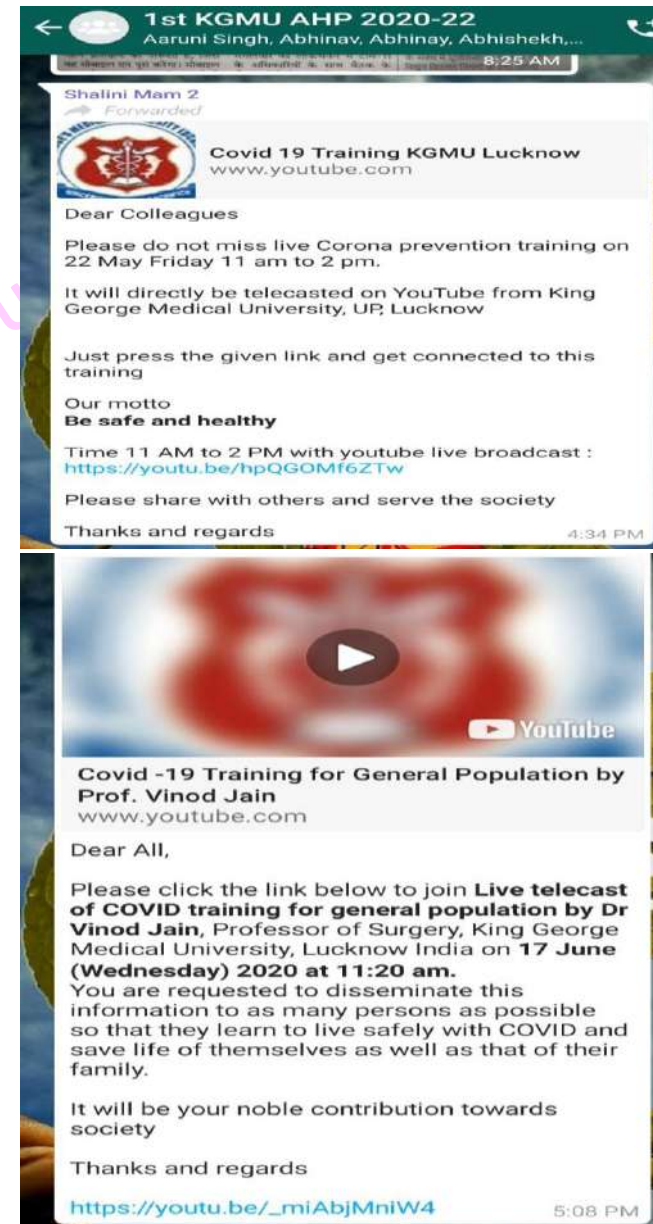 1st KGMU AHP 2020-22
Aaruni Singh, Abhinav, Abhinay, Abhishekh,...
8:25 AM
Shalini Mam 2
Forwarded
Covid 19 Training KGMU Lucknow
www.youtube.com
Dear Colleagues
Please do not miss live Corona prevention training on
22 May Friday 11 am to 2 pm.
It will directly be telecasted on YouTube from King
George Medical University, UP, Lucknow
Just press the given link and get connected to this
training
Our motto
Be safe and healthy
Time 11 AM to 2 PM with youtube live broadcast :
https://youtu.be/hpQGOMf6ZTw
Please share with others and serve the society
Thanks and regards
4:34 PM
YouTube
Covid -19 Training for General Population by
Prof. Vinod Jain
www.youtube.com
Dear All,
Please click the link below to join Live telecast
of COVID training for general population by Dr
Vinod Jain, Professor of Surgery, King George
Medical University, Lucknow India on 17 June
(Wednesday) 2020 at 11:20 am.
You are requested to disseminate this
information to as many persons as possible
so that they learn to live safely with COVID and
save life of themselves as well as that of their
family.
It will be your noble contribution towards
society
Thanks and regards
https://youtu.be/_miAbjMniW4
5:08 PM